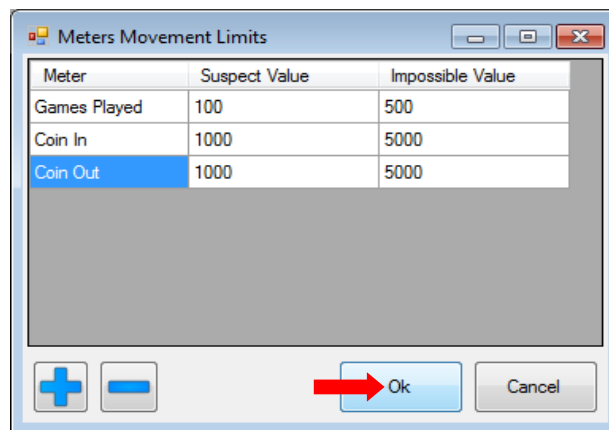 Meters Movement Limits
Meter Suspect Value Impossible Value
Games Played 100 500
Coin In 1000 5000
Coin Out 1000 5000
Ok Cancel